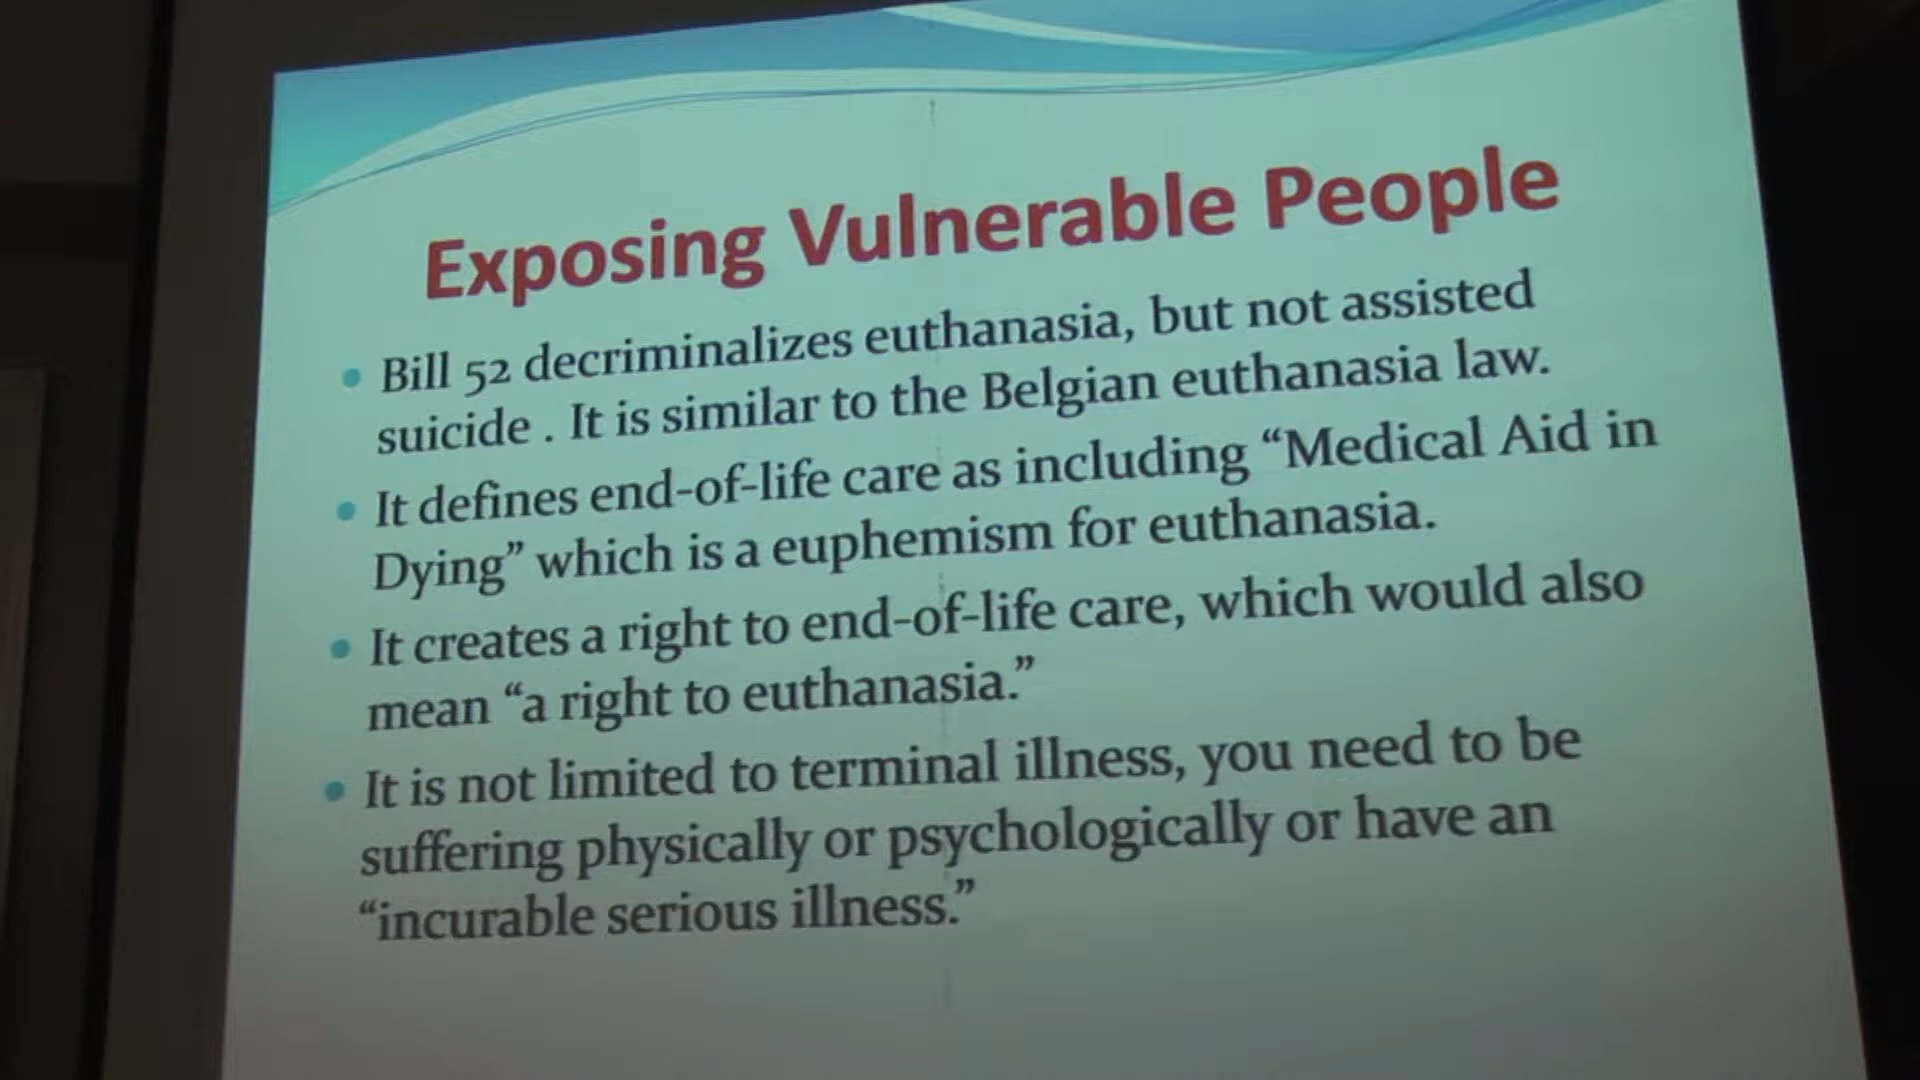 Exposing Vulnerable People
• Bill 52 decriminalizes euthanasia, but not assisted
suicide . It is similar to the Belgian euthanasia law.
• It defines end-of-life care as including “Medical Aid in
Dying” which is a euphemism for euthanasia.
• It creates a right to end-of-life care, which would also
mean “a right to euthanasia.”
• It is not limited to terminal illness, you need to be
suffering physically or psychologically or have an
“incurable serious illness.”